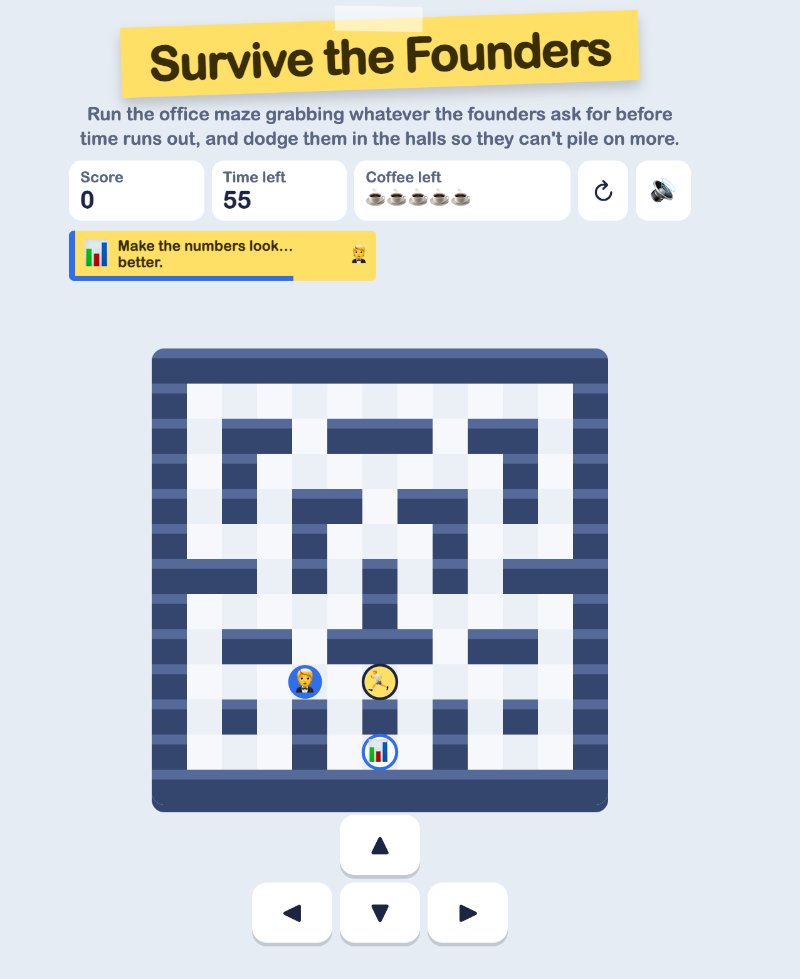 Survive the Founders
Run the office maze grabbing whatever the founders ask for before
time runs out, and dodge them in the halls so they can't pile on more.
Score
0
Time left
55
Coffee left
Make the numbers look…
better.